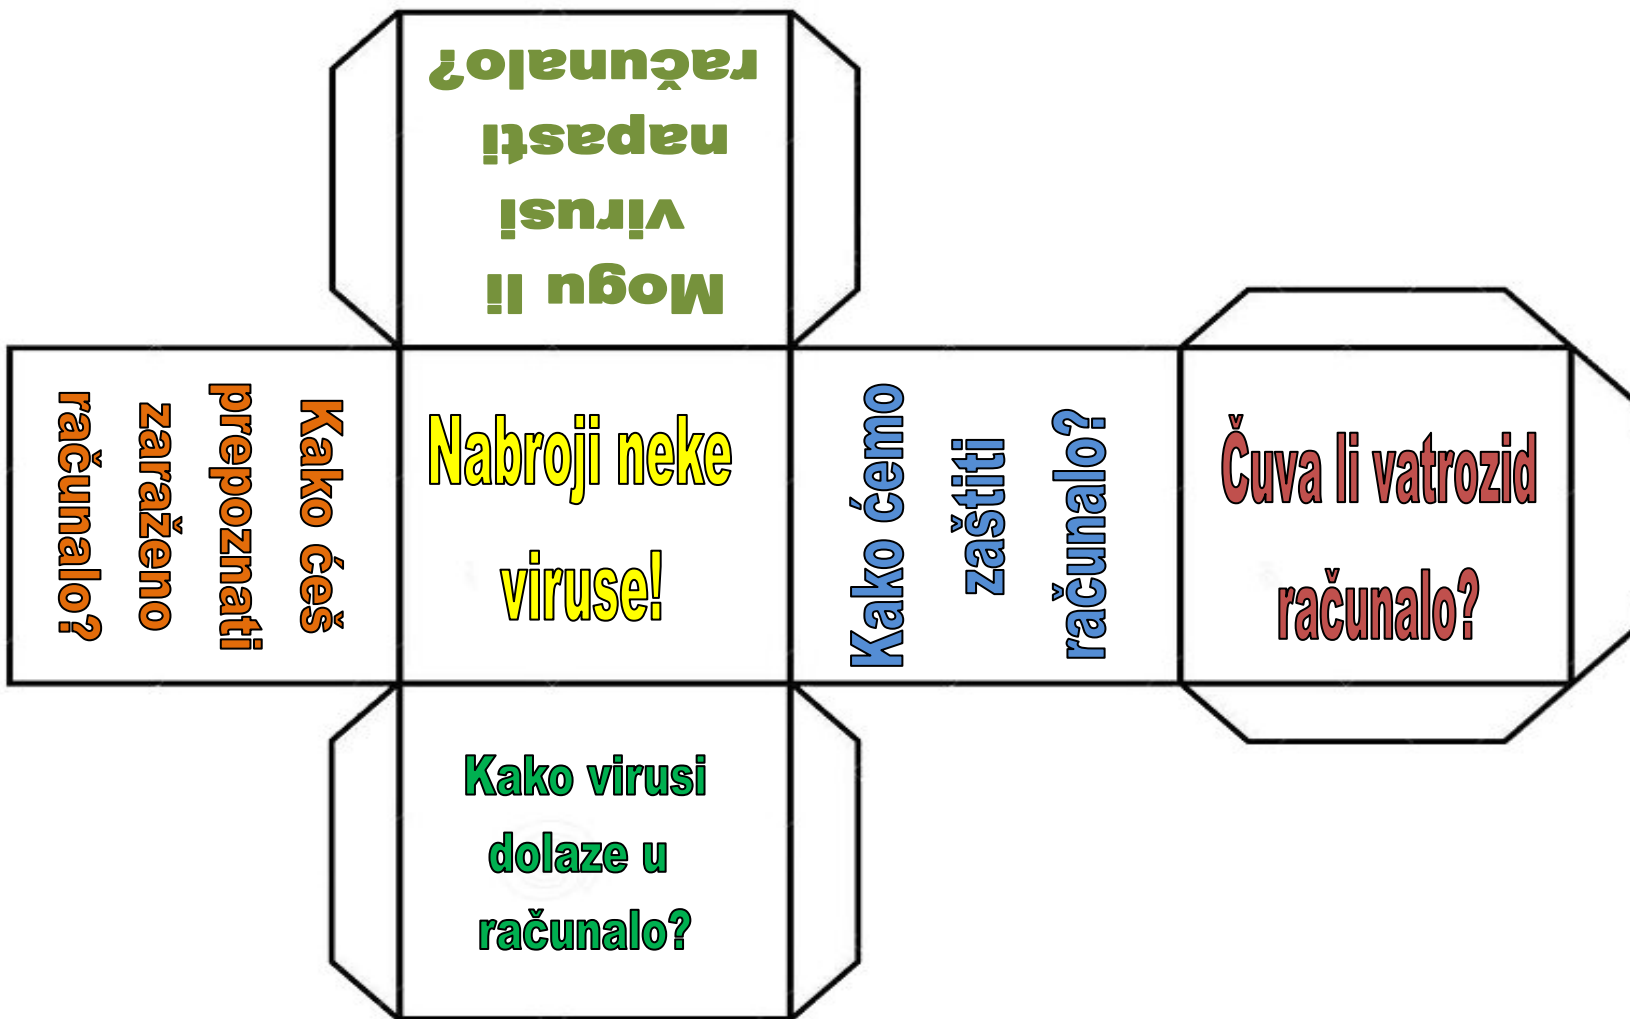 Mogu li
virusi
napasti
računalo?
Kako ćeš
prepoznati
zaraženo
računalo?
Nabroji neke
viruse!
Kako ćemo
zaštiti
računalo?
Čuva li vatrozid
računalo?
Kako virusi
dolaze u
računalo?